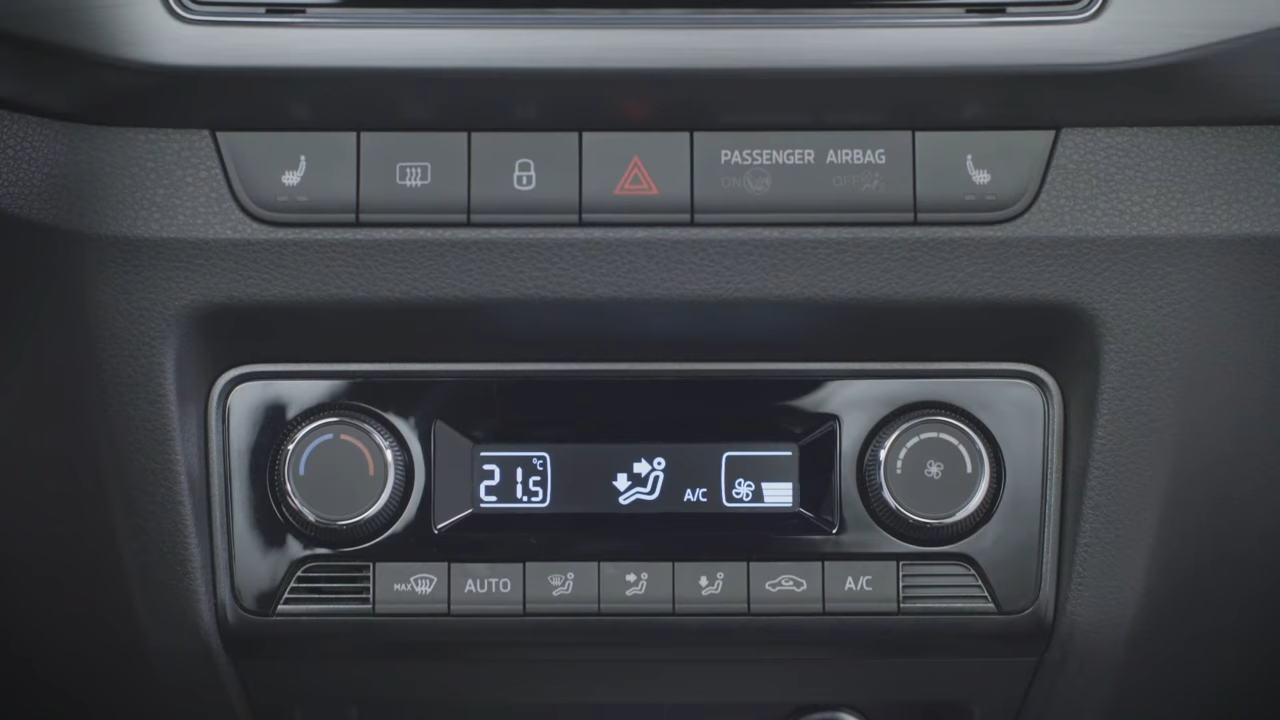 PASSENGER AIRBAG
ON OFF
21.5 °C
A/C
MAX
AUTO
A/C